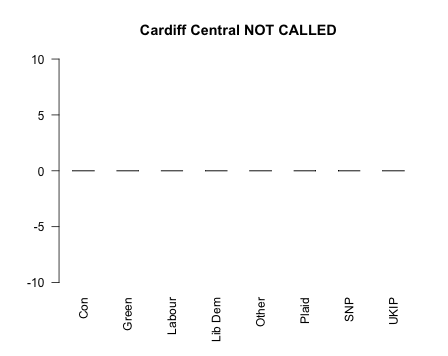 Cardiff Central NOT CALLED
10
5
0
-5
-10
Con
Green
Labour
Lib Dem
Other
Plaid
SNP
UKIP